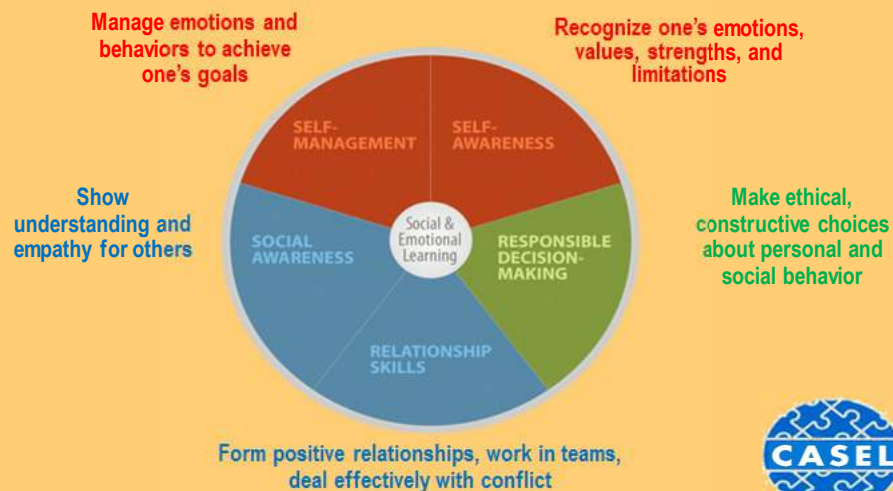 Manage emotions and
behaviors to achieve
one's goals
Recognize one's emotions,
values, strengths, and
limitations
SELF-
MANAGEMENT
SELF-
AWARENESS
Show
understanding and
empathy for others
SOCIAL
AWARENESS
Social &
Emotional
Learning
RESPONSIBLE
DECISION-
MAKING
Make ethical,
constructive choices
about personal and
social behavior
RELATIONSHIP
SKILLS
Form positive relationships, work in teams,
deal effectively with conflict
CASEL